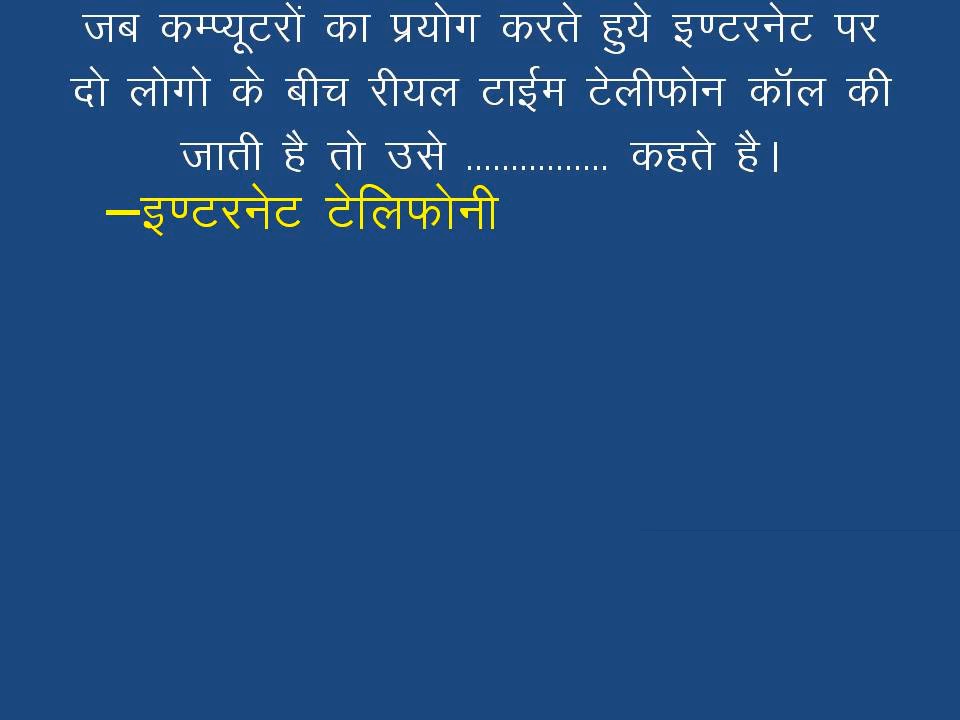 जब कम्प्यूटरों का प्रयोग करते हुये इण्टरनेट पर
दो लोगो के बीच रीयल टाईम टेलीफोन कॉल की
जाती है तो उसे ................ कहते है।
–इण्टरनेट टेलिफोनी